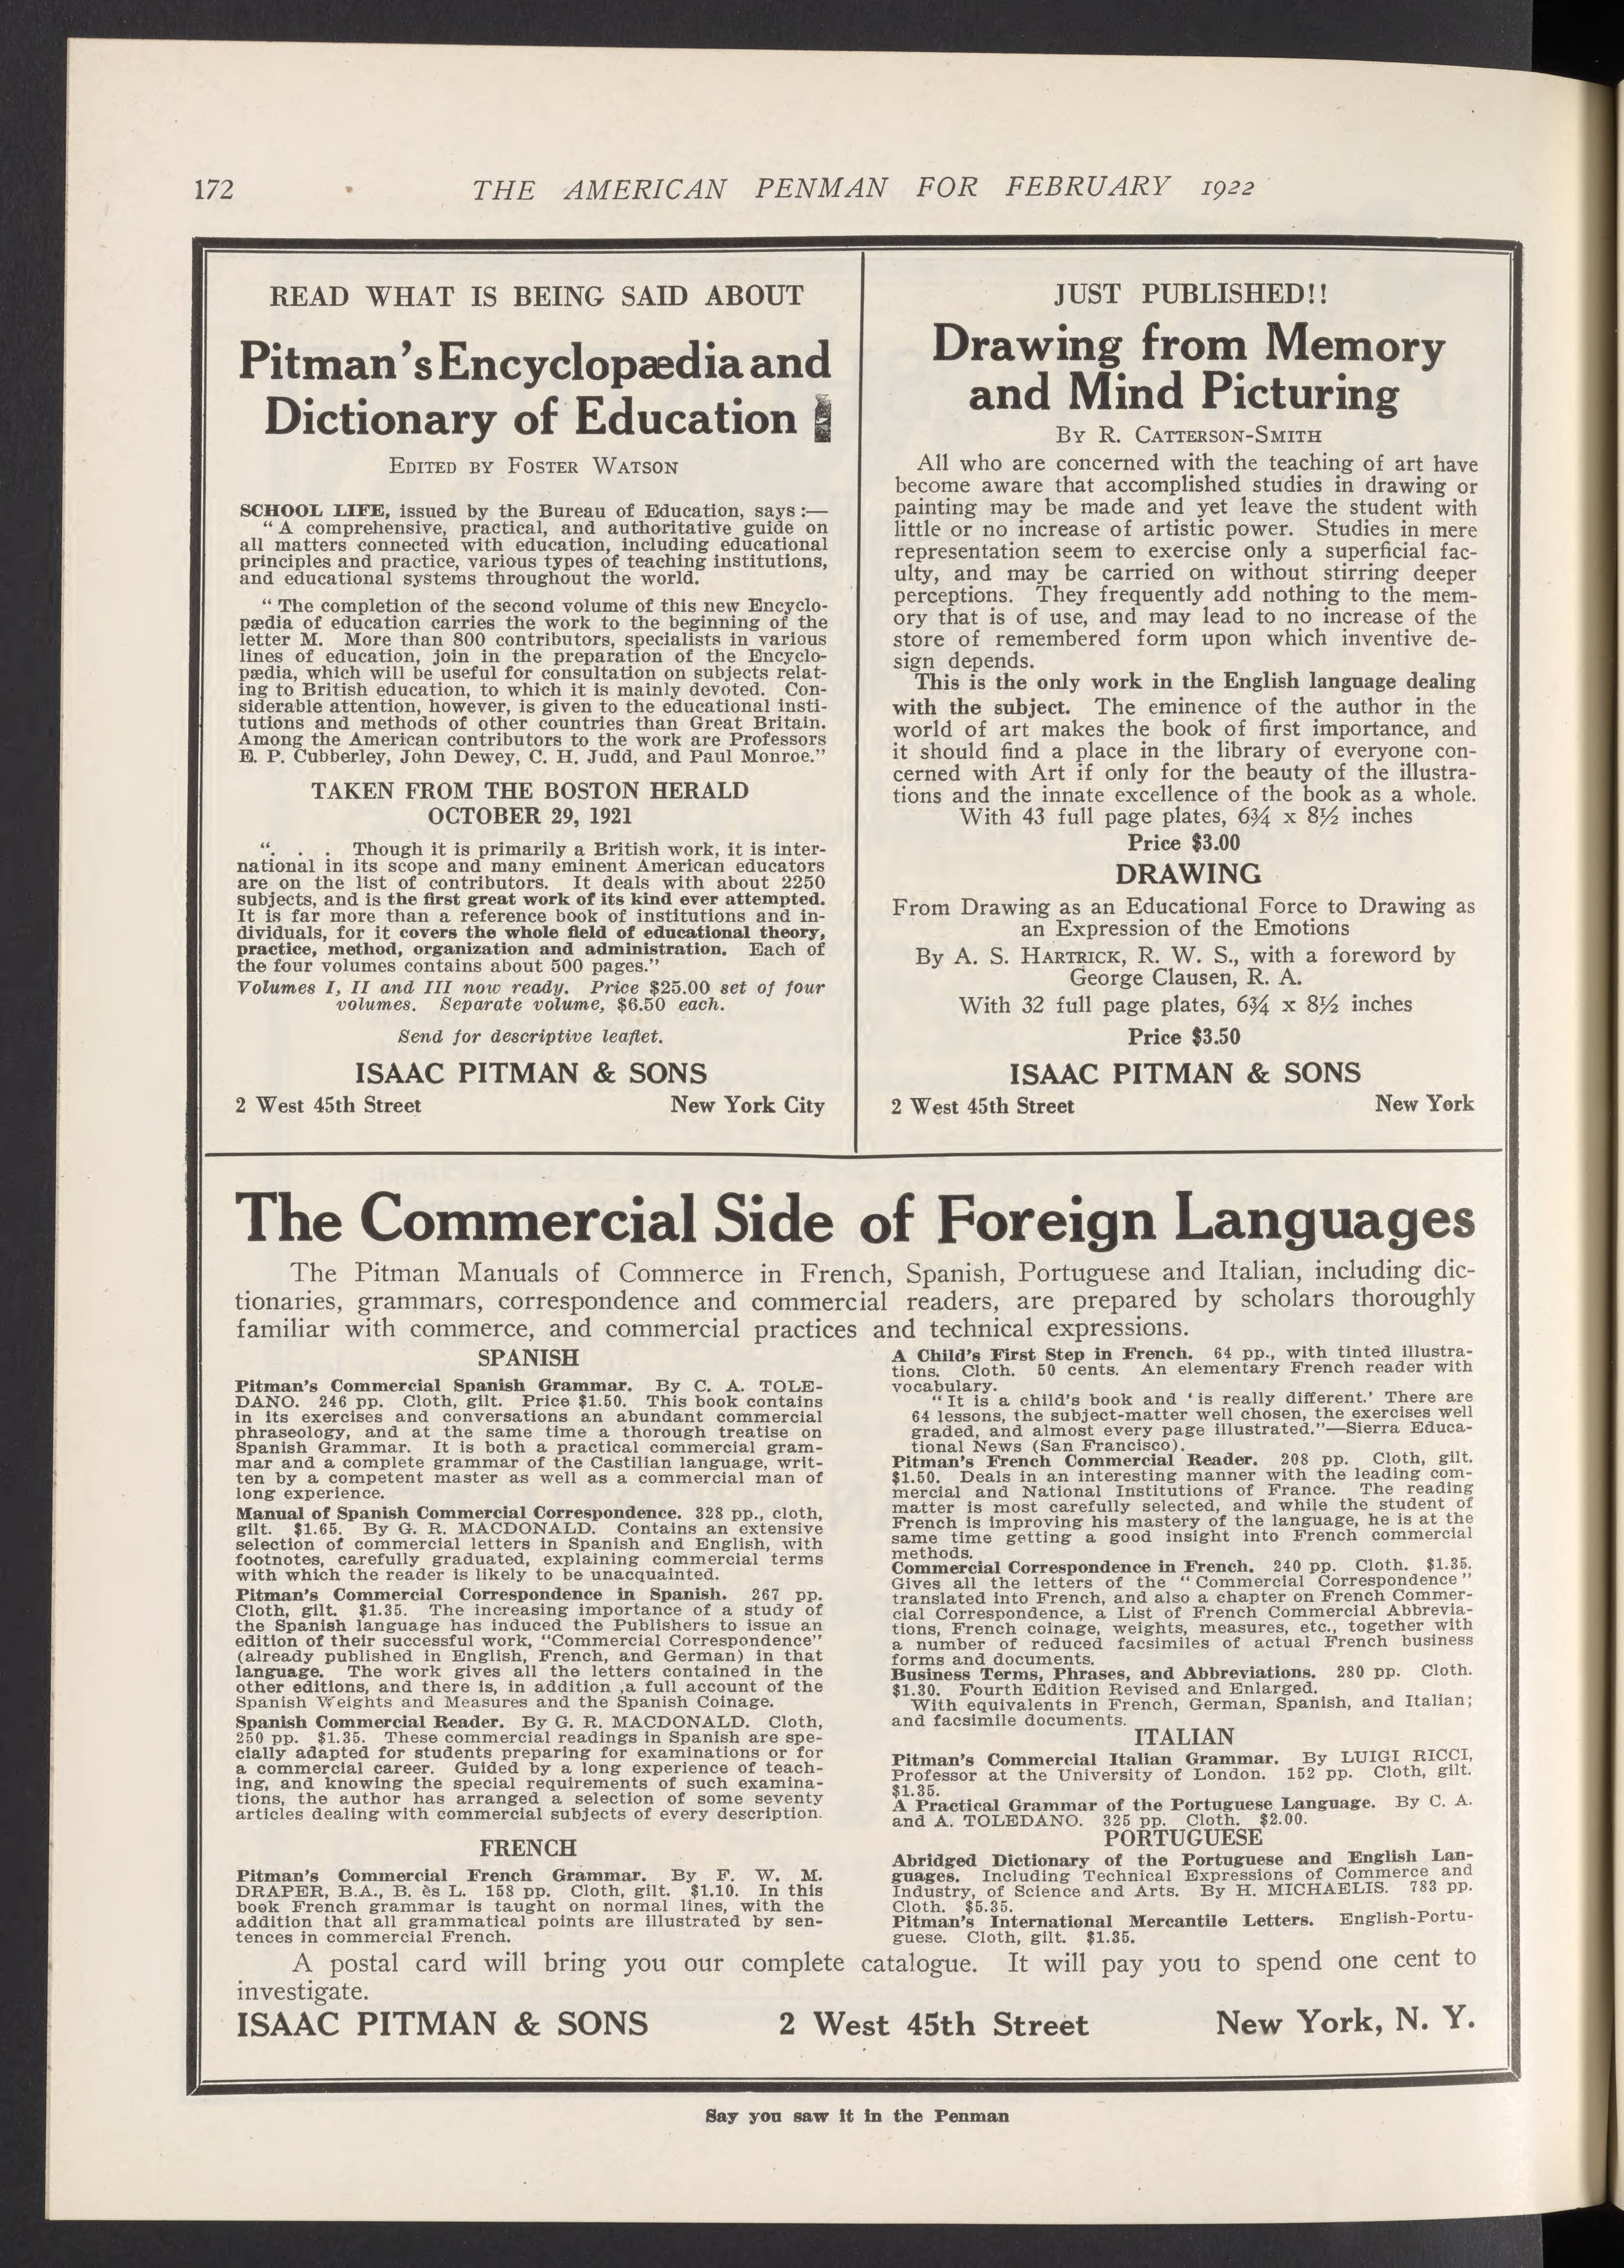 172
THE AMERICAN PENMAN FOR FEBRUARY 1922
READ WHAT IS BEING SAID ABOUT
Pitman's Encyclopædia and
Dictionary of Education
EDITED BY FOSTER WATSON
SCHOOL LIFE, issued by the Bureau of Education, says:—
"A comprehensive, practical, and authoritative guide on
all matters connected with education, including educational
principles and practice, various types of teaching institutions,
and educational systems throughout the world.
"The completion of the second volume of this new Encyclo-
pædia of education carries the work to the beginning of the
letter M. More than 800 contributors, specialists in various
lines of education, join in the preparation of the Encyclo-
pædia, which will be useful for consultation on subjects relat-
ing to British education, to which it is mainly devoted. Con-
siderable attention, however, is given to the educational insti-
tutions and methods of other countries than Great Britain.
Among the American contributors to the work are Professors
E. P. Cubberley, John Dewey, C. H. Judd, and Paul Monroe."
TAKEN FROM THE BOSTON HERALD
OCTOBER 29, 1921
". . . Though it is primarily a British work, it is inter-
national in its scope and many eminent American educators
are on the list of contributors. It deals with about 2250
subjects, and is the first great work of its kind ever attempted.
It is far more than a reference book of institutions and in-
dividuals, for it covers the whole field of educational theory,
practice, method, organization and administration. Each of
the four volumes contains about 500 pages."
Volumes I, II and III now ready. Price $25.00 set of four
volumes. Separate volume, $6.50 each.
Send for descriptive leaflet.
ISAAC PITMAN & SONS
2 West 45th Street New York City
JUST PUBLISHED!!
Drawing from Memory
and Mind Picturing
BY R. CATTERSON-SMITH
All who are concerned with the teaching of art have
become aware that accomplished studies in drawing or
painting may be made and yet leave the student with
little or no increase of artistic power. Studies in mere
representation seem to exercise only a superficial fac-
ulty, and may be carried on without stirring deeper
perceptions. They frequently add nothing to the mem-
ory that is of use, and may lead to no increase of the
store of remembered form upon which inventive de-
sign depends.
This is the only work in the English language dealing
with the subject. The eminence of the author in the
world of art makes the book of first importance, and
it should find a place in the library of everyone con-
cerned with Art if only for the beauty of the illustra-
tions and the innate excellence of the book as a whole.
With 43 full page plates, 6¾ x 8½ inches
Price $3.00
DRAWING
From Drawing as an Educational Force to Drawing as
an Expression of the Emotions
By A. S. HARTRICK, R. W. S., with a foreword by
George Clausen, R. A.
With 32 full page plates, 6¾ x 8½ inches
Price $3.50
ISAAC PITMAN & SONS
2 West 45th Street New York
The Commercial Side of Foreign Languages
The Pitman Manuals of Commerce in French, Spanish, Portuguese and Italian, including dic-
tionaries, grammars, correspondence and commercial readers, are prepared by scholars thoroughly
familiar with commerce, and commercial practices and technical expressions.
SPANISH
Pitman's Commercial Spanish Grammar. By C. A. TOLE-
DANO. 246 pp. Cloth, gilt. Price $1.50. This book contains
in its exercises and conversations an abundant commercial
phraseology, and at the same time a thorough treatise on
Spanish Grammar. It is both a practical commercial gram-
mar and a complete grammar of the Castilian language, writ-
ten by a competent master as well as a commercial man of
long experience.
Manual of Spanish Commercial Correspondence. 328 pp., cloth,
gilt. $1.65. By G. R. MACDONALD. Contains an extensive
selection of commercial letters in Spanish and English, with
footnotes, carefully graduated, explaining commercial terms
with which the reader is likely to be unacquainted.
Pitman's Commercial Correspondence in Spanish. 267 pp.
Cloth, gilt. $1.35. The increasing importance of a study of
the Spanish language has induced the Publishers to issue an
edition of their successful work, "Commercial Correspondence"
(already published in English, French, and German) in that
language. The work gives all the letters contained in the
other editions, and there is, in addition ,a full account of the
Spanish Weights and Measures and the Spanish Coinage.
Spanish Commercial Reader. By G. R. MACDONALD. Cloth,
250 pp. $1.35. These commercial readings in Spanish are spe-
cially adapted for students preparing for examinations or for
a commercial career. Guided by a long experience of teach-
ing, and knowing the special requirements of such examina-
tions, the author has arranged a selection of some seventy
articles dealing with commercial subjects of every description.
FRENCH
Pitman's Commercial French Grammar. By F. W. M.
DRAPER, B.A., B. ès L. 158 pp. Cloth, gilt. $1.10. In this
book French grammar is taught on normal lines, with the
addition that all grammatical points are illustrated by sen-
tences in commercial French.
A Child's First Step in French. 64 pp., with tinted illustra-
tions. Cloth. 50 cents. An elementary French reader with
vocabulary.
"It is a child's book and 'is really different.' There are
64 lessons, the subject-matter well chosen, the exercises well
graded, and almost every page illustrated."—Sierra Educa-
tional News (San Francisco).
Pitman's French Commercial Reader. 208 pp. Cloth, gilt.
$1.50. Deals in an interesting manner with the leading com-
mercial and National Institutions of France. The reading
matter is most carefully selected, and while the student of
French is improving his mastery of the language, he is at the
same time getting a good insight into French commercial
methods.
Commercial Correspondence in French. 240 pp. Cloth. $1.35.
Gives all the letters of the "Commercial Correspondence"
translated into French, and also a chapter on French Commer-
cial Correspondence, a List of French Commercial Abbrevia-
tions, French coinage, weights, measures, etc., together with
a number of reduced facsimiles of actual French business
forms and documents.
Business Terms, Phrases, and Abbreviations. 280 pp. Cloth.
$1.30. Fourth Edition Revised and Enlarged.
With equivalents in French, German, Spanish, and Italian;
and facsimile documents.
ITALIAN
Pitman's Commercial Italian Grammar. By LUIGI RICCI,
Professor at the University of London. 152 pp. Cloth, gilt.
$1.35.
A Practical Grammar of the Portuguese Language. By C. A.
and A. TOLEDANO. 325 pp. Cloth. $2.00.
PORTUGUESE
Abridged Dictionary of the Portuguese and English Lan-
guages. Including Technical Expressions of Commerce and
Industry, of Science and Arts. By H. MICHAELIS. 783 pp.
Cloth. $5.35.
Pitman's International Mercantile Letters. English-Portu-
guese. Cloth, gilt. $1.35.
A postal card will bring you our complete catalogue. It will pay you to spend one cent to
investigate.
ISAAC PITMAN & SONS 2 West 45th Street New York, N. Y.
Say you saw it in the Penman